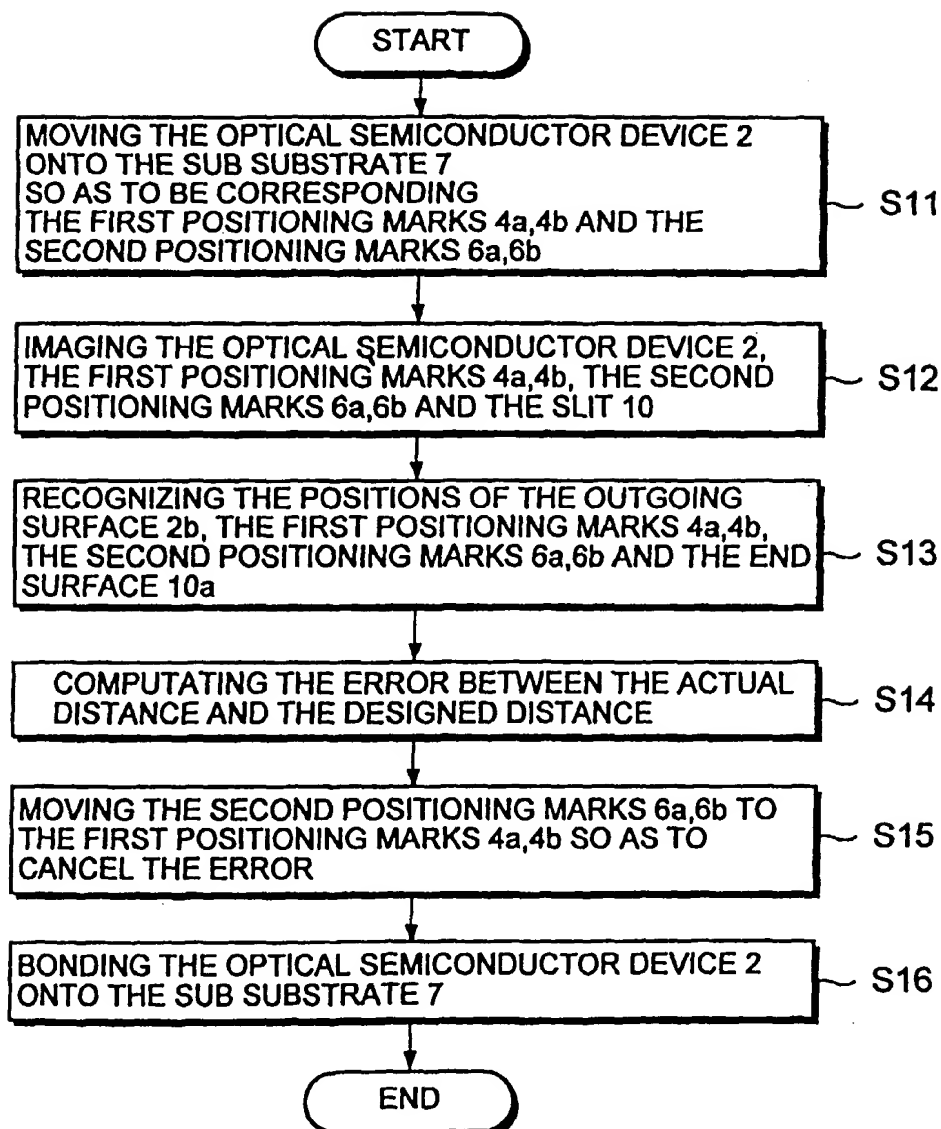 START
MOVING THE OPTICAL SEMICONDUCTOR DEVICE 2
ONTO THE SUB SUBSTRATE 7
SO AS TO BE CORRESPONDING
THE FIRST POSITIONING MARKS 4a,4b AND THE
SECOND POSITIONING MARKS 6a,6b
S11
IMAGING THE OPTICAL SEMICONDUCTOR DEVICE 2,
THE FIRST POSITIONING MARKS 4a,4b, THE SECOND
POSITIONING MARKS 6a,6b AND THE SLIT 10
S12
RECOGNIZING THE POSITIONS OF THE OUTGOING
SURFACE 2b, THE FIRST POSITIONING MARKS 4a,4b,
THE SECOND POSITIONING MARKS 6a,6b AND THE END
SURFACE 10a
S13
COMPUTATING THE ERROR BETWEEN THE ACTUAL
DISTANCE AND THE DESIGNED DISTANCE
S14
MOVING THE SECOND POSITIONING MARKS 6a,6b TO
THE FIRST POSITIONING MARKS 4a,4b SO AS TO
CANCEL THE ERROR
S15
BONDING THE OPTICAL SEMICONDUCTOR DEVICE 2
ONTO THE SUB SUBSTRATE 7
S16
END